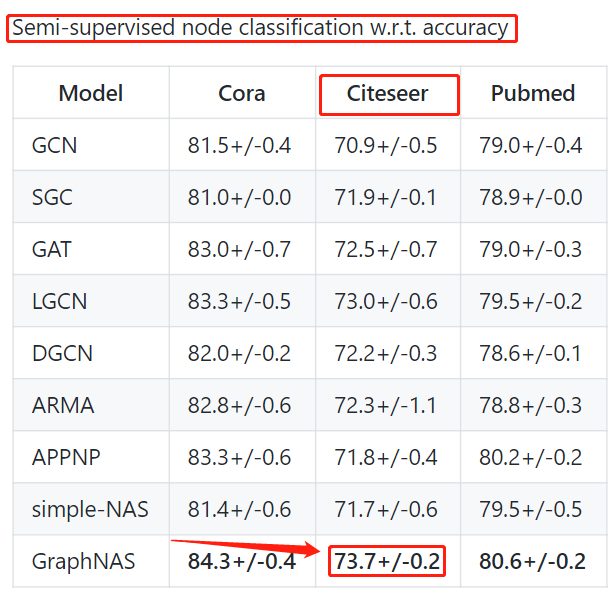 Semi-supervised node classification w.r.t. accuracy
Model Cora Citeseer Pubmed
GCN 81.5+/-0.4 70.9+/-0.5 79.0+/-0.4
SGC 81.0+/-0.0 71.9+/-0.1 78.9+/-0.0
GAT 83.0+/-0.7 72.5+/-0.7 79.0+/-0.3
LGCN 83.3+/-0.5 73.0+/-0.6 79.5+/-0.2
DGCN 82.0+/-0.2 72.2+/-0.3 78.6+/-0.1
ARMA 82.8+/-0.6 72.3+/-1.1 78.8+/-0.3
APPNP 83.3+/-0.6 71.8+/-0.4 80.2+/-0.2
simple-NAS 81.4+/-0.6 71.7+/-0.6 79.5+/-0.5
GraphNAS 84.3+/-0.4 73.7+/-0.2 80.6+/-0.2